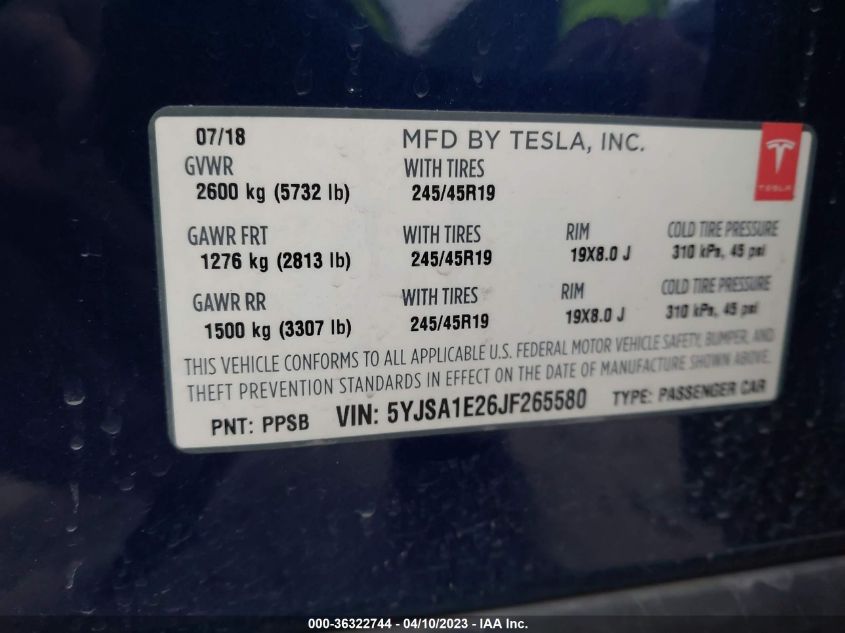 07/18 MFD BY TESLA, INC.
GVWR WITH TIRES
2600 kg (5732 lb) 245/45R19
TESLA
GAWR FRT WITH TIRES RIM COLD TIRE PRESSURE
1276 kg (2813 lb) 245/45R19 19X8.0 J 310 kPs, 45 psi
GAWR RR WITH TIRES RIM COLD TIRE PRESSURE
1500 kg (3307 lb) 245/45R19 19X8.0 J 310 kPs, 45 psi
THIS VEHICLE CONFORMS TO ALL APPLICABLE U.S. FEDERAL MOTOR VEHICLE SAFETY, BUMPER, AND
THEFT PREVENTION STANDARDS IN EFFECT ON THE DATE OF MANUFACTURE SHOWN ABOVE.
PNT: PPSB VIN: 5YJSA1E26JF265580 TYPE: PASSENGER CAR
000-36322744 - 04/10/2023 - IAA Inc.